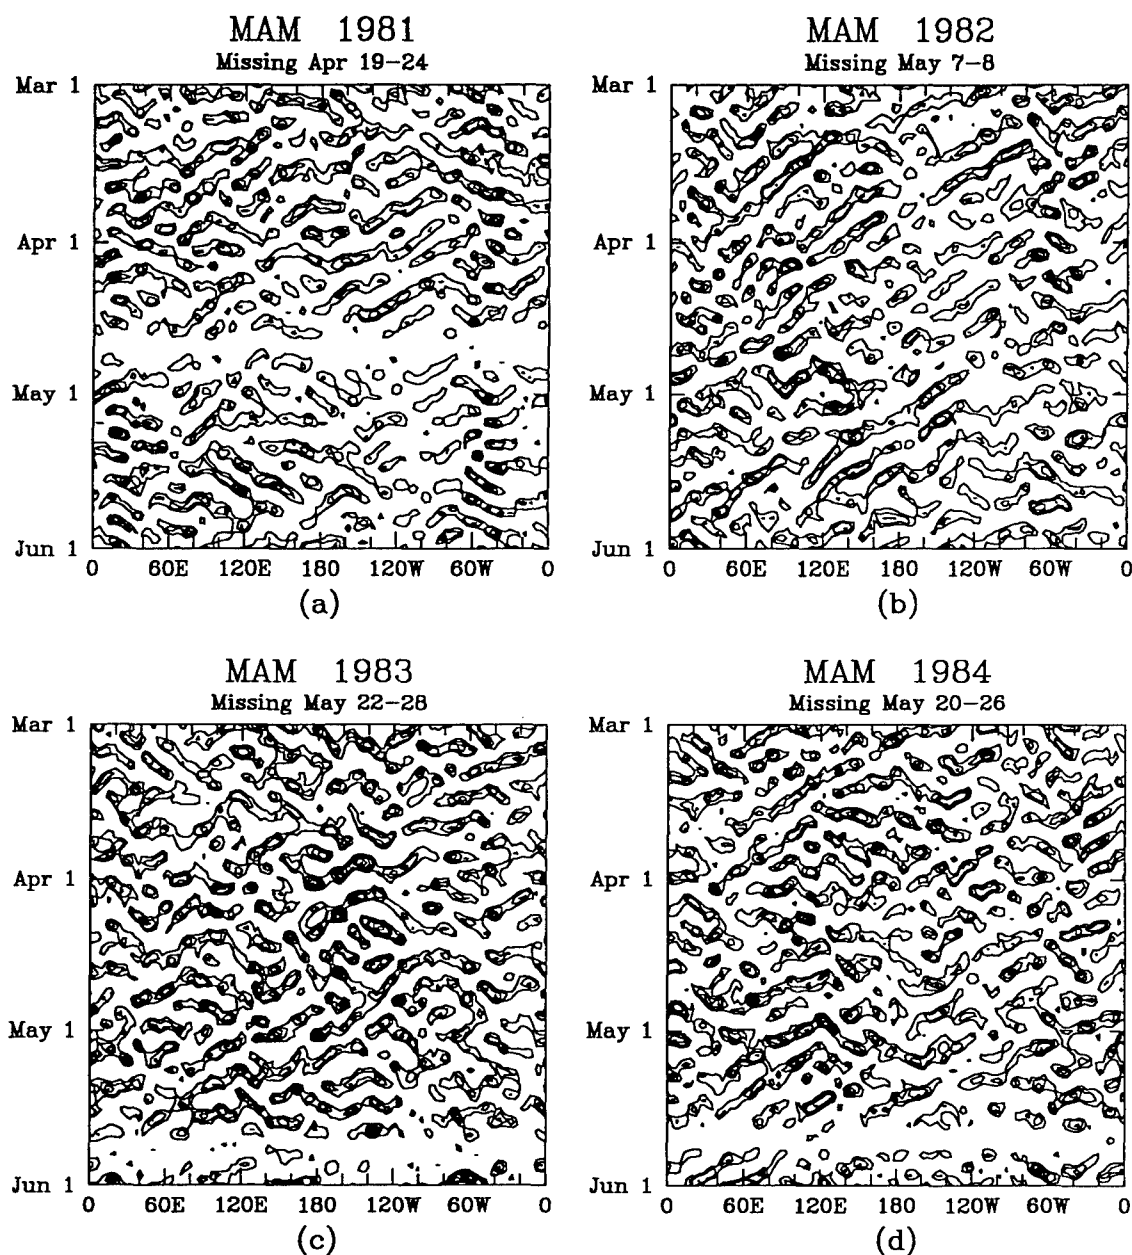 MAM 1981
Missing Apr 19-24
Mar 1
Apr 1
May 1
Jun 1
0 60E 120E 180 120W 60W 0
(a)
MAM 1982
Missing May 7-8
Mar 1
Apr 1
May 1
Jun 1
0 60E 120E 180 120W 60W 0
(b)
MAM 1983
Missing May 22-28
Mar 1
Apr 1
May 1
Jun 1
0 60E 120E 180 120W 60W 0
(c)
MAM 1984
Missing May 20-26
Mar 1
Apr 1
May 1
Jun 1
0 60E 120E 180 120W 60W 0
(d)